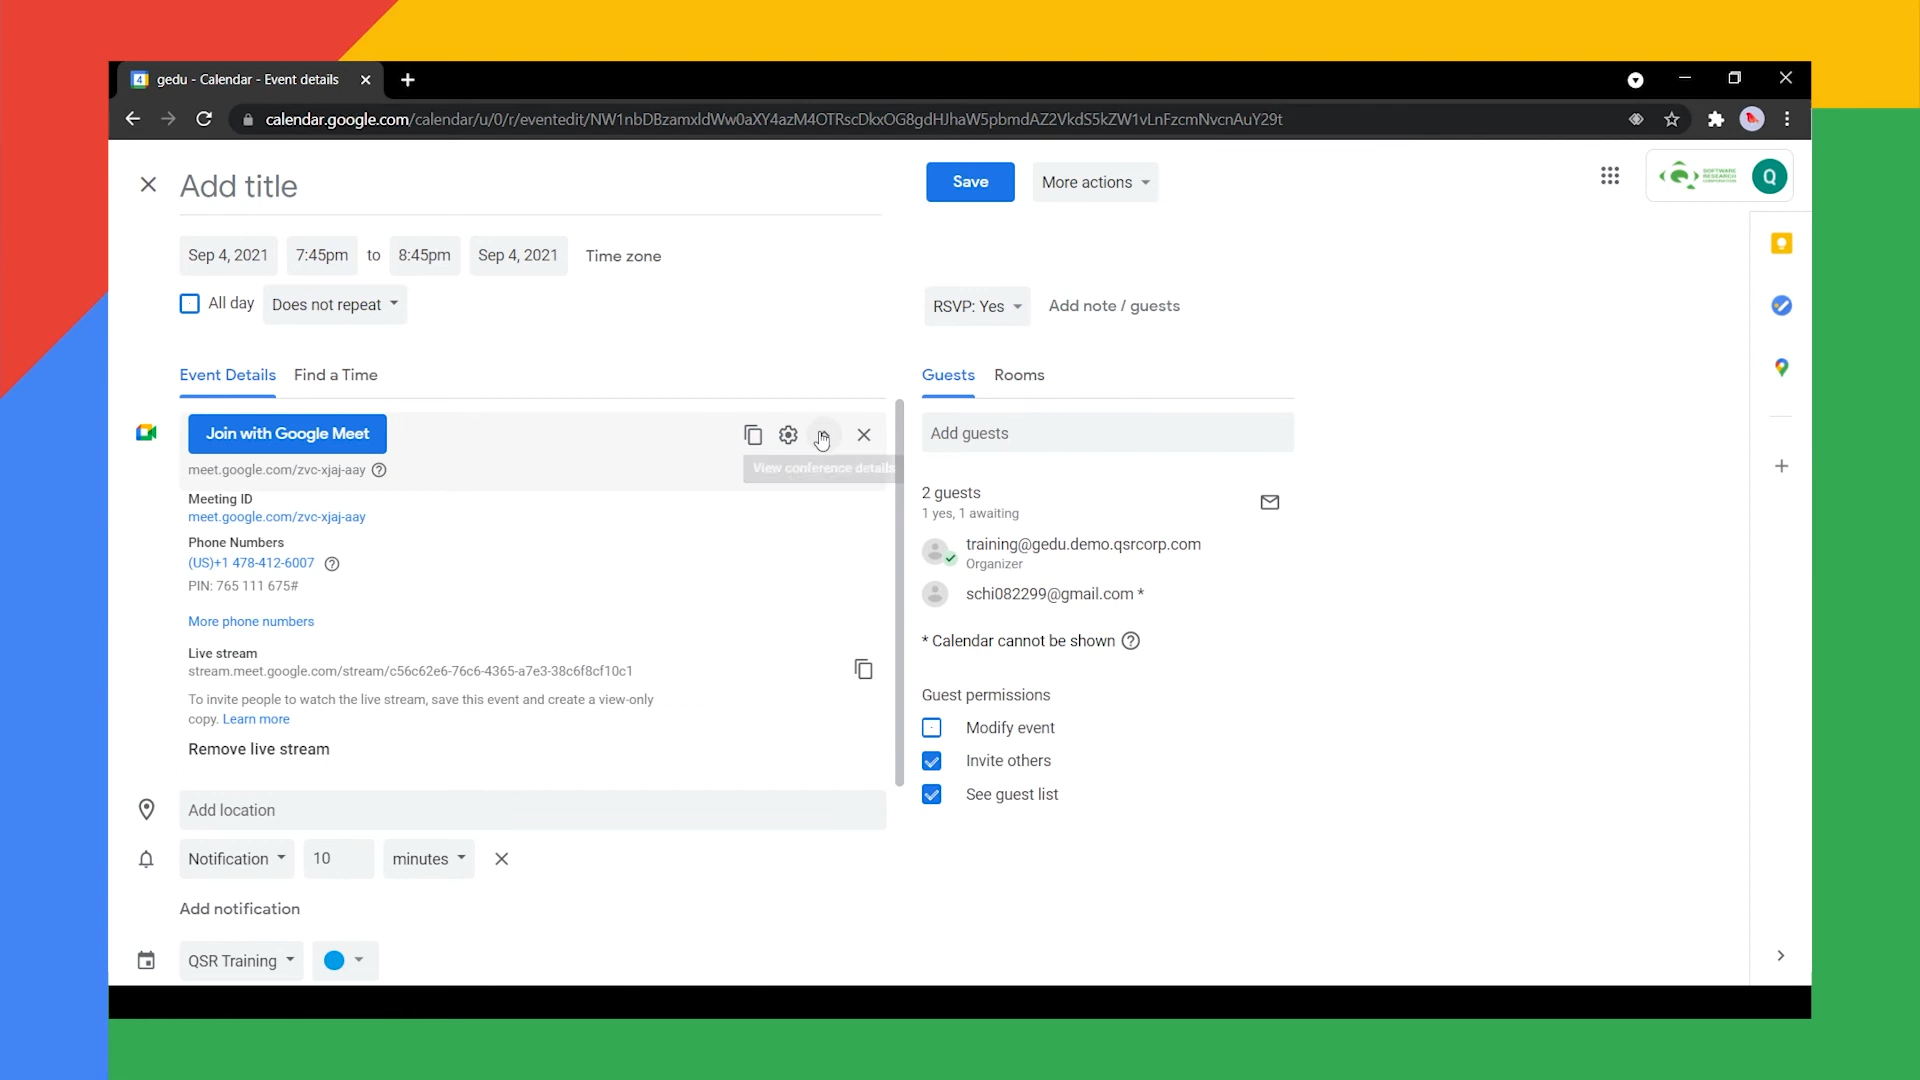 gedu - Calendar - Event details
calendar.google.com/calendar/u/0/r/eventedit/NW1nbDBzamxldWw0aXY4azM4OTRscDkxOG8gdHJhaW5pbmdAZ2VkdS5kZW1vLnFzcmNvcnAuY29t
Add title
Save
More actions
SOFTWARE
RESEARCH
CORPORATION
Q
Sep 4, 2021
7:45pm
to
8:45pm
Sep 4, 2021
Time zone
All day
Does not repeat
RSVP: Yes
Add note / guests
Event Details
Find a Time
Guests
Rooms
Join with Google Meet
meet.google.com/zvc-xjaj-aay
View conference details
Add guests
Meeting ID
meet.google.com/zvc-xjaj-aay
Phone Numbers
(US)+1 478-412-6007
PIN: 765 111 675#
More phone numbers
Live stream
stream.meet.google.com/stream/c56c62e6-76c6-4365-a7e3-38c6f8cf10c1
To invite people to watch the live stream, save this event and create a view-only
copy. Learn more
Remove live stream
2 guests
1 yes, 1 awaiting
training@gedu.demo.qsrcorp.com
Organizer
schi082299@gmail.com *
* Calendar cannot be shown
Guest permissions
Modify event
Invite others
See guest list
Add location
Notification
10
minutes
Add notification
QSR Training